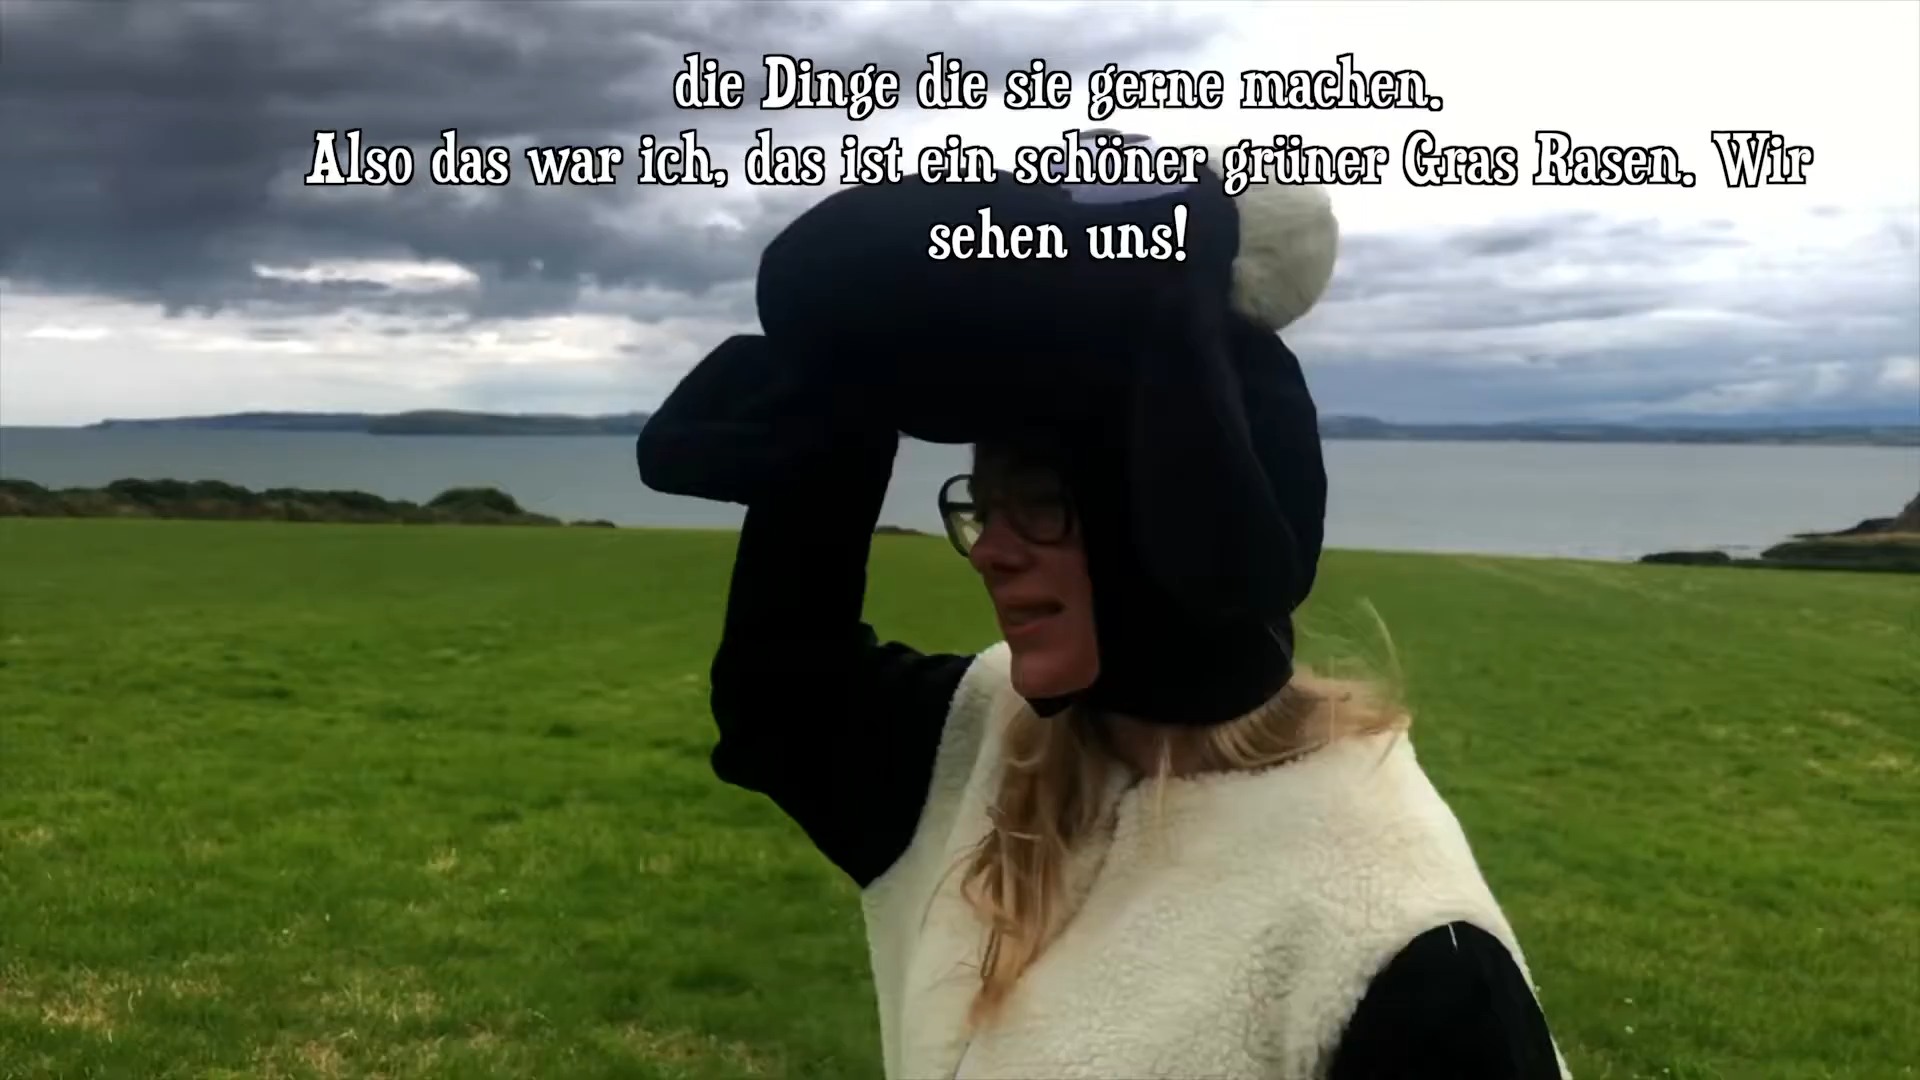 die Dinge die sie gerne machen.
Also das war ich, das ist ein schöner grüner Gras Rasen. Wir
sehen uns!